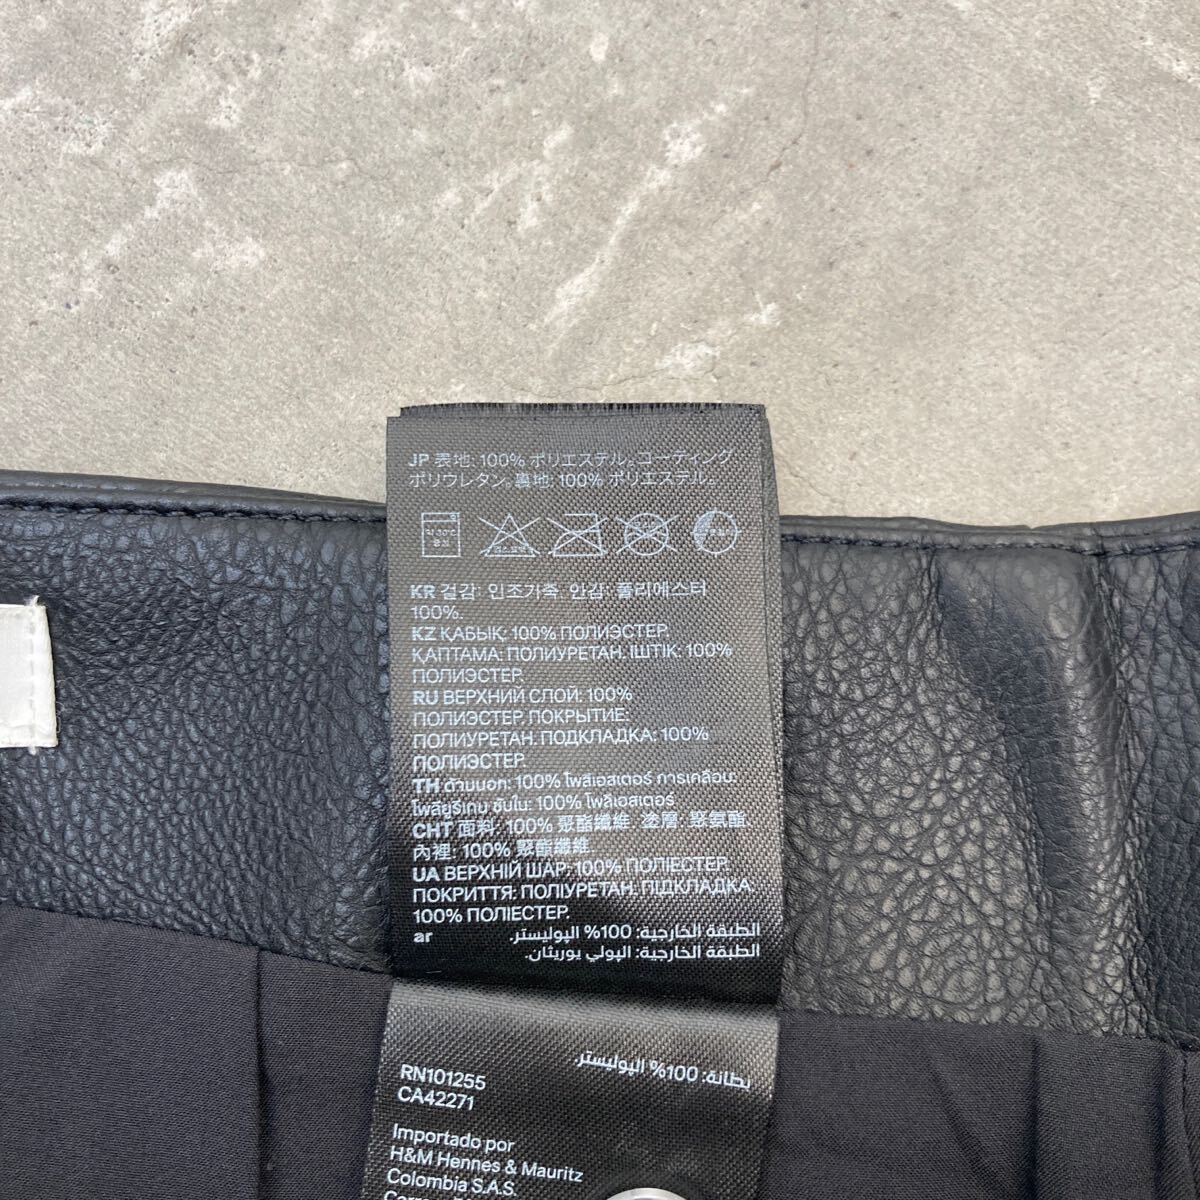 JP 表地: 100% ポリエステル。コーティング
ポリウレタン。裏地: 100% ポリエステル。
KR 겉감: 인조가죽 안감: 폴리에스터
100%.
KZ ҚАБЫҚ: 100% ПОЛИЭСТЕР.
ҚАПТАМА: ПОЛИУРЕТАН. ІШТІК: 100%
ПОЛИЭСТЕР.
RU ВЕРХНИЙ СЛОЙ: 100%
ПОЛИЭСТЕР. ПОКРЫТИЕ:
ПОЛИУРЕТАН. ПОДКЛАДКА: 100%
ПОЛИЭСТЕР.
TH ด้านนอก: 100% โพลีเอสเตอร์ การเคลือบ:
โพลียูรีเทน ซับใน: 100% โพลีเอสเตอร์
CHT 面料: 100% 聚酯纖維 塗層 聚氨酯
內裡: 100% 聚酯纖維
UA ВЕРХНІЙ ШАР: 100% ПОЛІЕСТЕР.
ПОКРИТТЯ: ПОЛІУРЕТАН. ПІДКЛАДКА
100% ПОЛІЕСТЕР.
ar الطبقة الخارجية: 100% البوليستر.
الطبقة الخارجية: البولي يوريثان.
بطانة: 100% البوليستر.
RN101255
CA42271
Importado por
H&M Hennes & Mauritz
Colombia S.A.S.